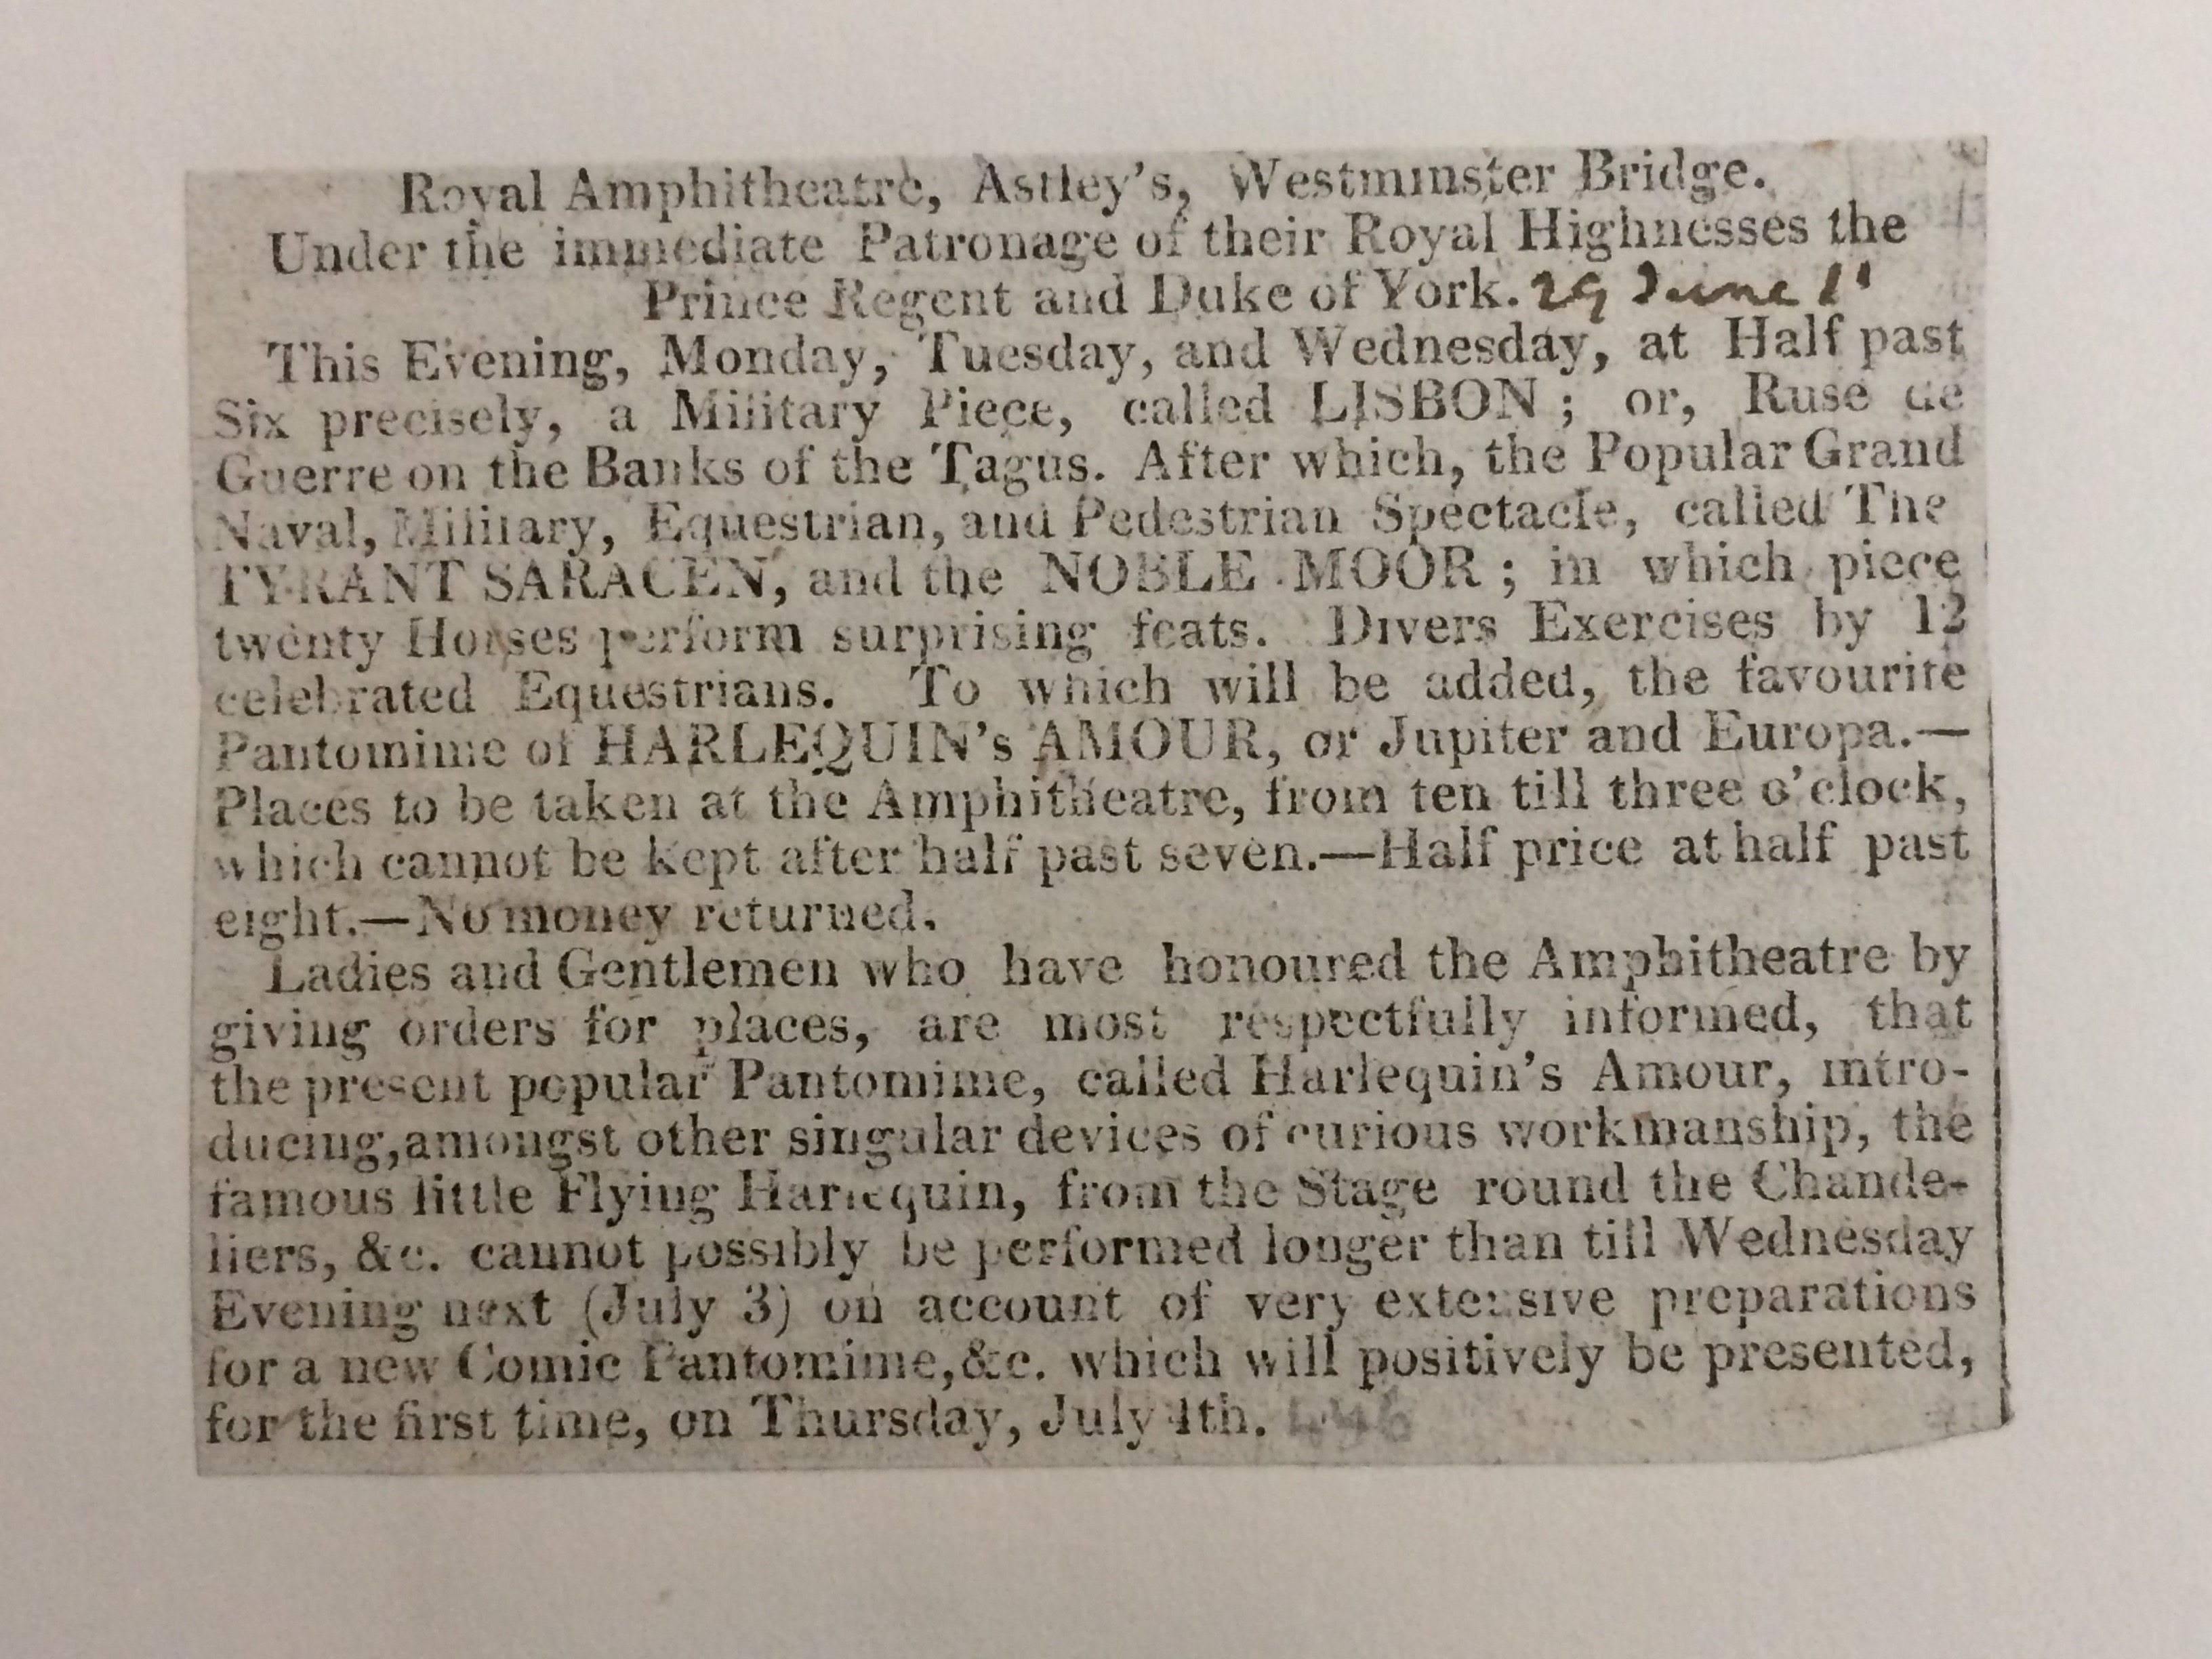 Royal Amphitheatre, Astley's, Westminster Bridge.
Under the immediate Patronage of their Royal Highnesses the
Prince Regent and Duke of York. 29 June 11
This Evening, Monday, Tuesday, and Wednesday, at Half past
Six precisely, a Military Piece, called LISBON; or, Ruse de
Guerre on the Banks of the Tagus. After which, the Popular Grand
Naval, Military, Equestrian, and Pedestrian Spectacle, called The
TYRANT SARACEN, and the NOBLE MOOR; in which piece
twenty Horses perform surprising feats. Divers Exercises by 12
celebrated Equestrians. To which will be added, the favourite
Pantomime of HARLEQUIN's AMOUR, or Jupiter and Europa.—
Places to be taken at the Amphitheatre, from ten till three o'clock,
which cannot be kept after half past seven.—Half price at half past
eight.—No money returned.
Ladies and Gentlemen who have honoured the Amphitheatre by
giving orders for places, are most respectfully informed, that
the present popular Pantomime, called Harlequin's Amour, intro-
ducing, amongst other singular devices of curious workmanship, the
famous little Flying Harlequin, from the Stage round the Chande-
liers, &c. cannot possibly be performed longer than till Wednesday
Evening next (July 3) on account of very extensive preparations
for a new Comic Pantomime, &c. which will positively be presented,
for the first time, on Thursday, July 4th.